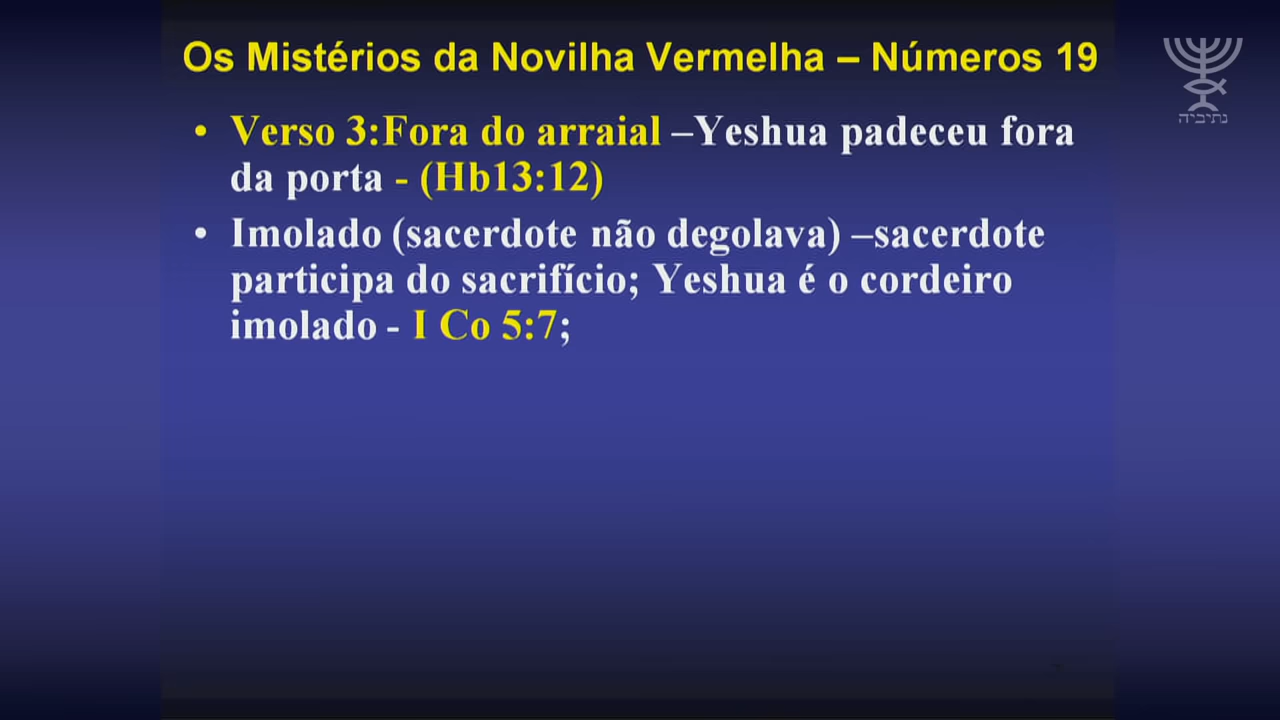 Os Mistérios da Novilha Vermelha – Números 19
• Verso 3:Fora do arraial –Yeshua padeceu fora
da porta - (Hb13:12)
• Imolado (sacerdote não degolava) –sacerdote
participa do sacrifício; Yeshua é o cordeiro
imolado - I Co 5:7;
נתיביה